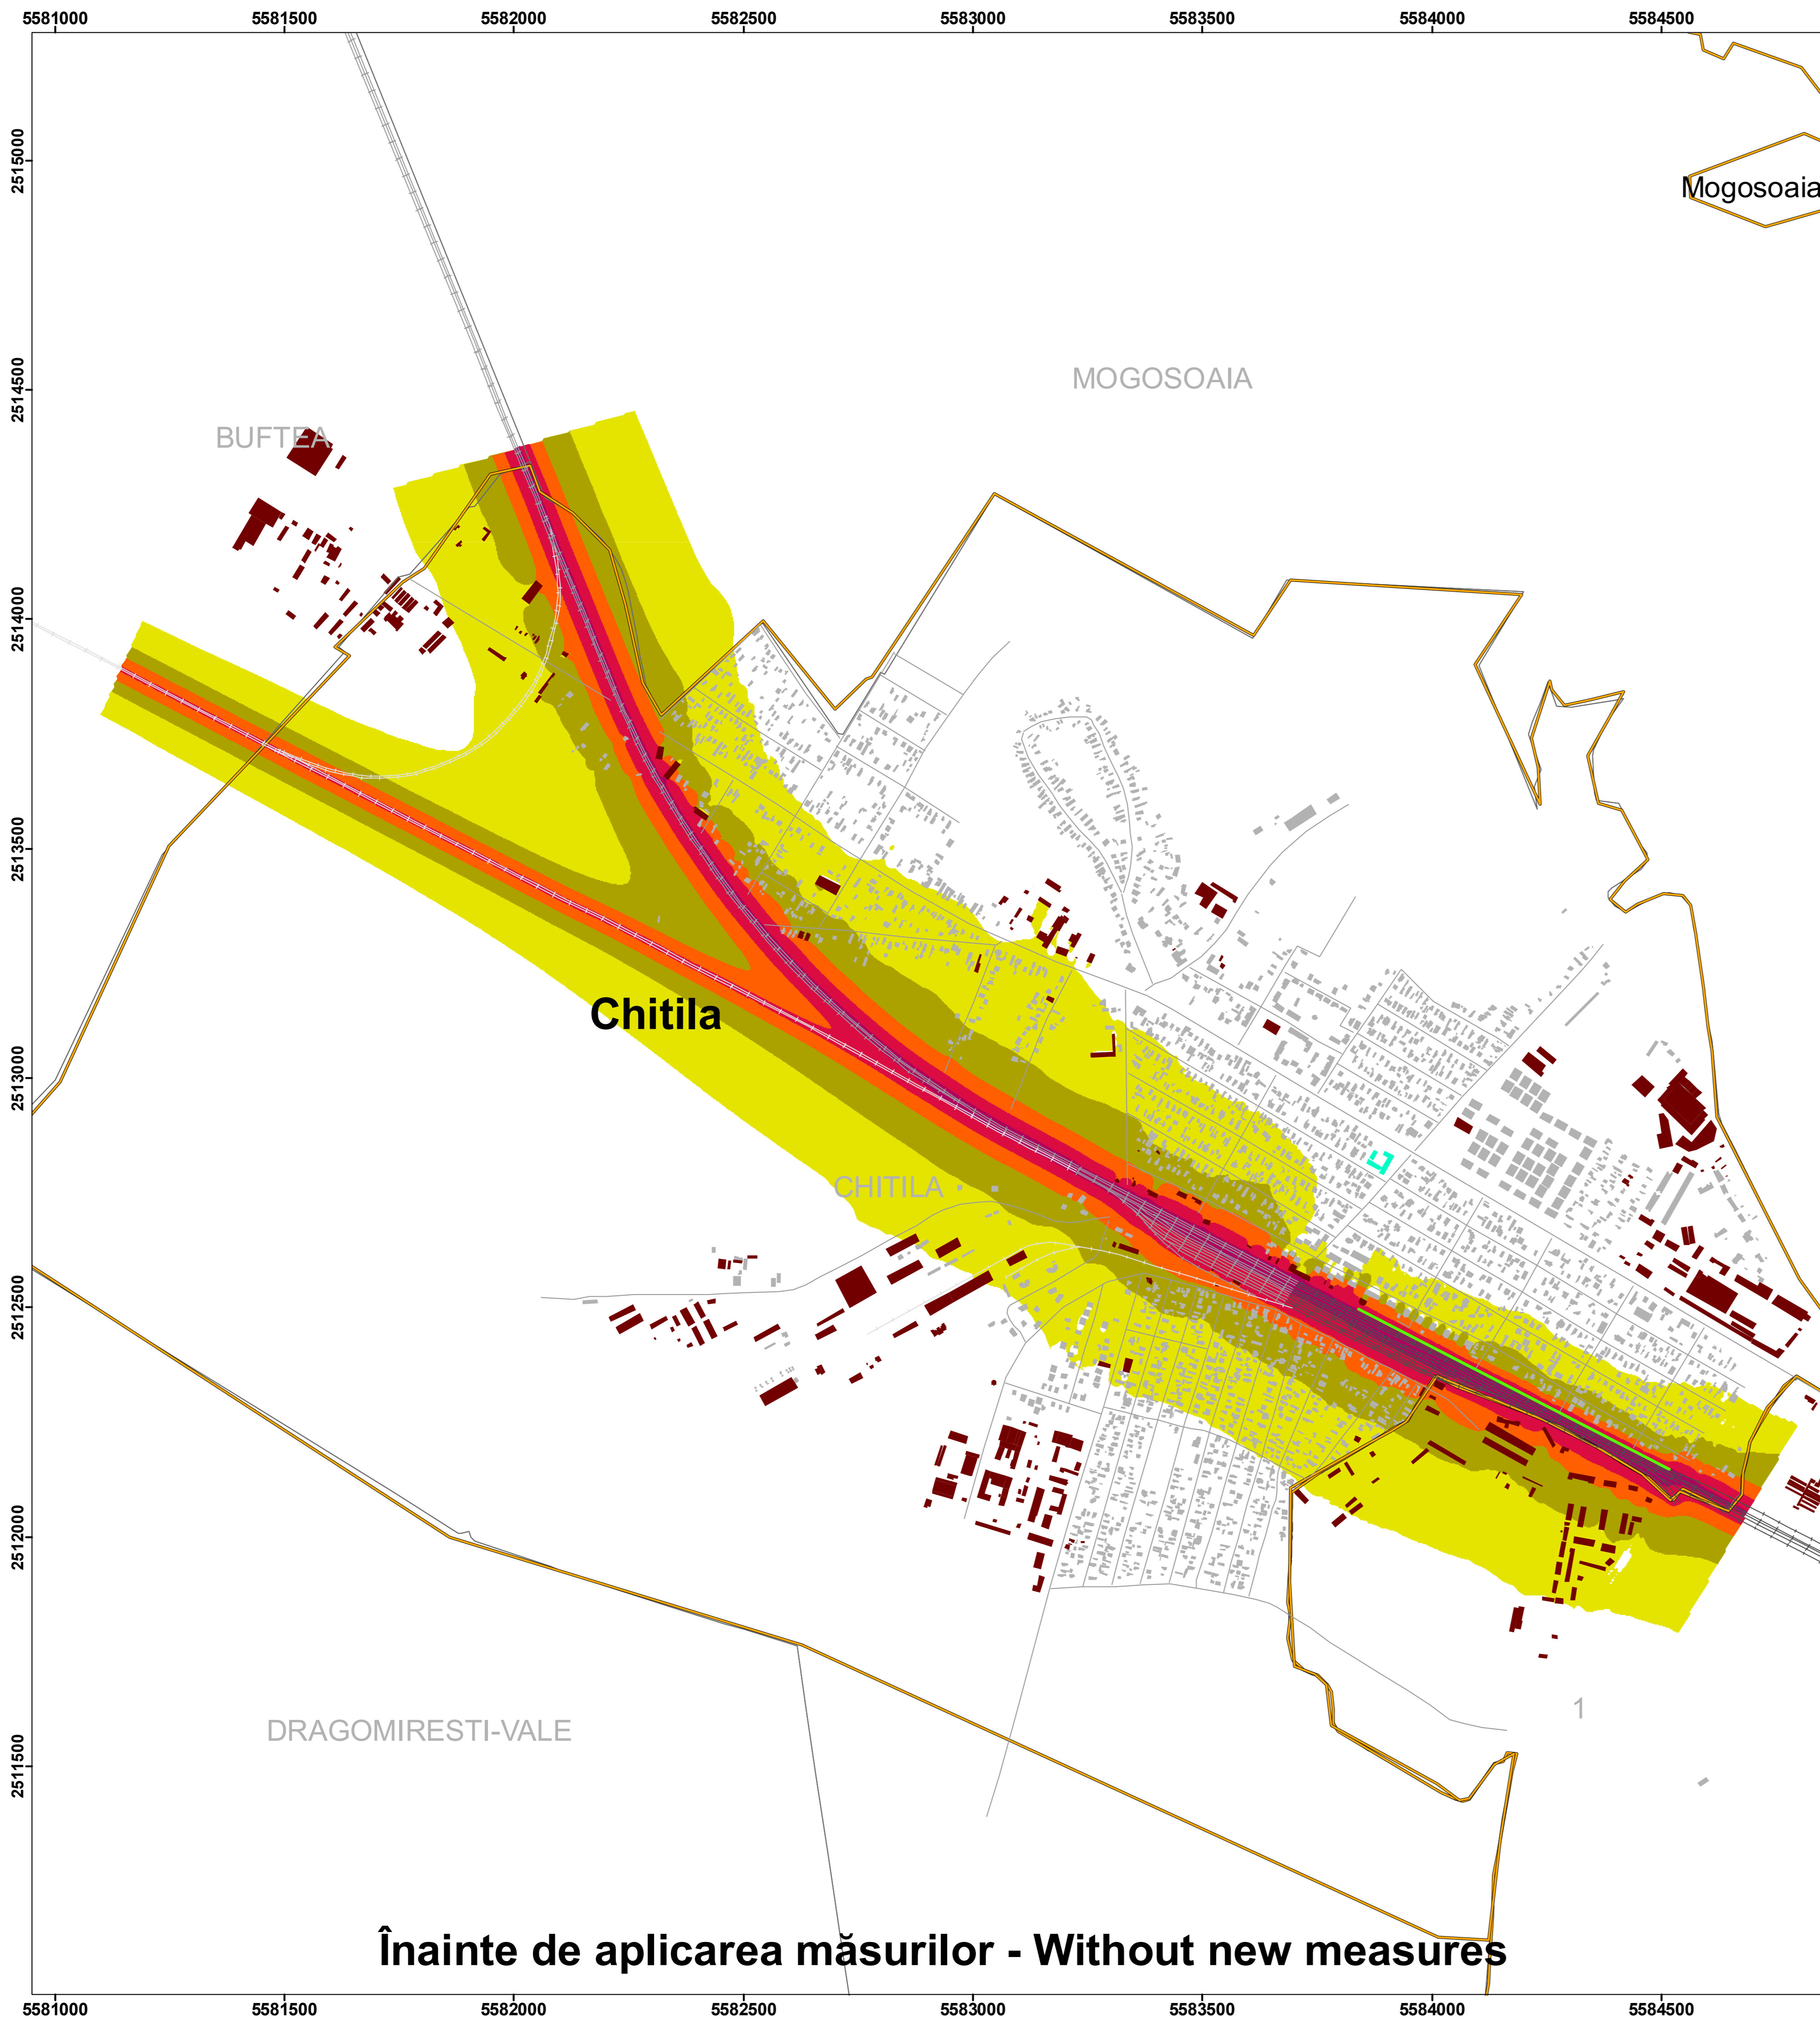 5581000 5581500 5582000 5582500 5583000 5583500 5584000 5584500
2515000
Mogosoaia
MOGOSOAIA
2514500
BUFTEA
2514000
2513500
Chitila
2513000
CHITILA
2512500
2512000
1
DRAGOMIRESTI-VALE
2511500
Înainte de aplicarea măsurilor - Without new measures
5581000 5581500 5582000 5582500 5583000 5583500 5584000 5584500